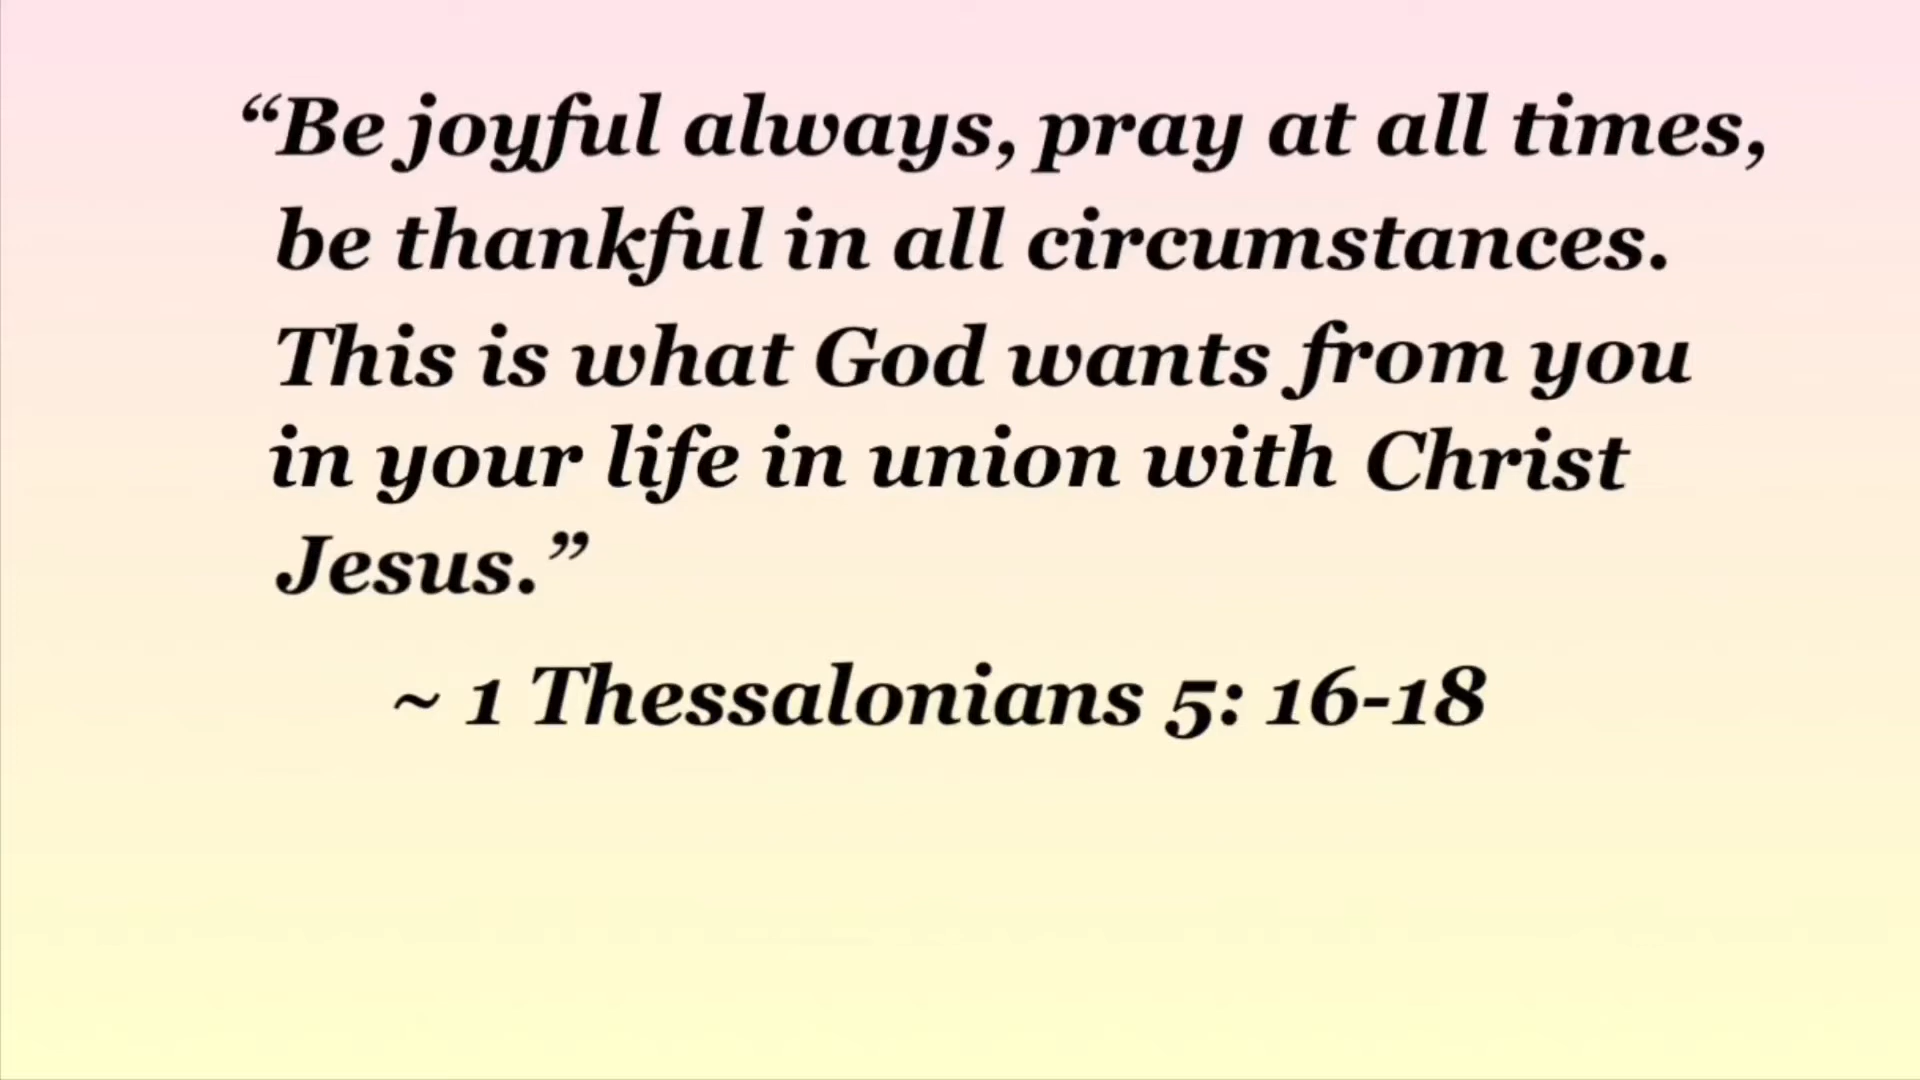 “Be joyful always, pray at all times,
be thankful in all circumstances.
This is what God wants from you
in your life in union with Christ
Jesus.”
~ 1 Thessalonians 5: 16-18